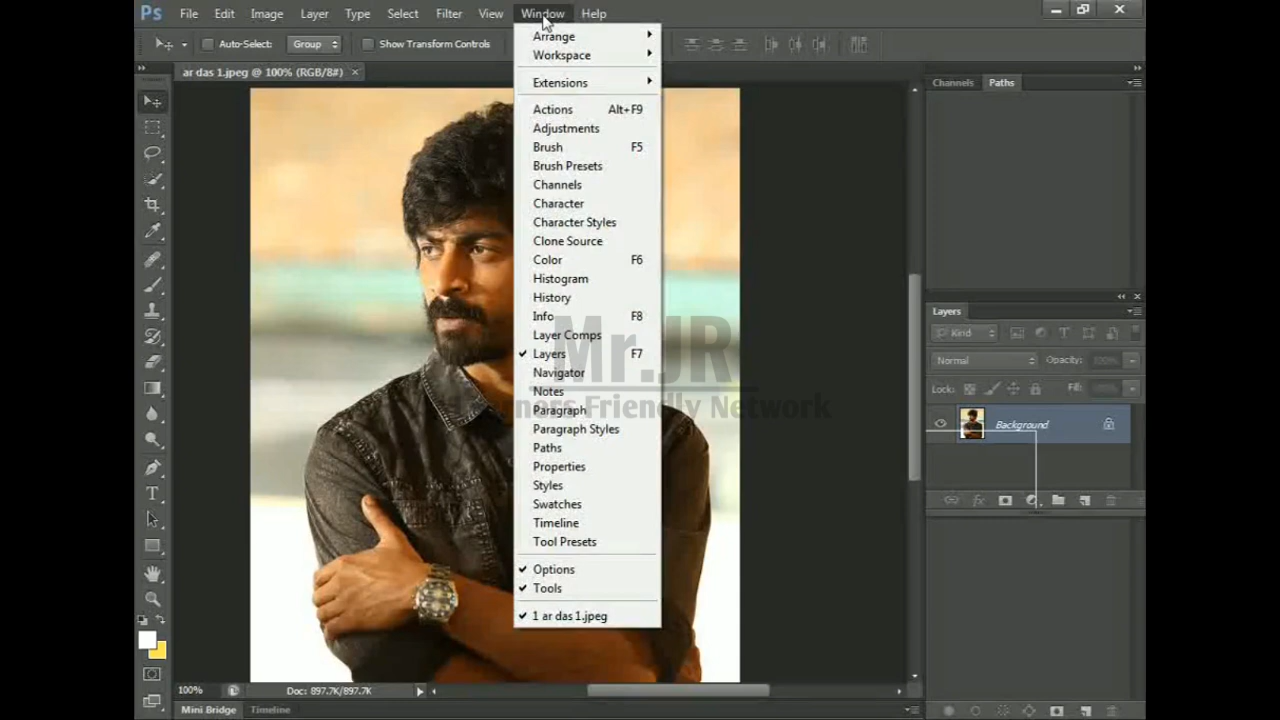 Ps File Edit Image Layer Type Select Filter View Window Help
Auto-Select: Group Show Transform Controls
ar das 1.jpeg @ 100% (RGB/8#) ×
Arrange
Workspace
Extensions
Actions Alt+F9
Adjustments
Brush F5
Brush Presets
Channels
Character
Character Styles
Clone Source
Color F6
Histogram
History
Info F8
Layer Comps
Layers F7
Navigator
Notes
Paragraph
Paragraph Styles
Paths
Properties
Styles
Swatches
Timeline
Tool Presets
Options
Tools
1 ar das 1.jpeg
Mr.JR
Friendly Network
Channels Paths
Layers
Kind
Normal Opacity: 100%
Lock: Fill: 100%
Background
100% Doc: 897.7K/897.7K
Mini Bridge Timeline